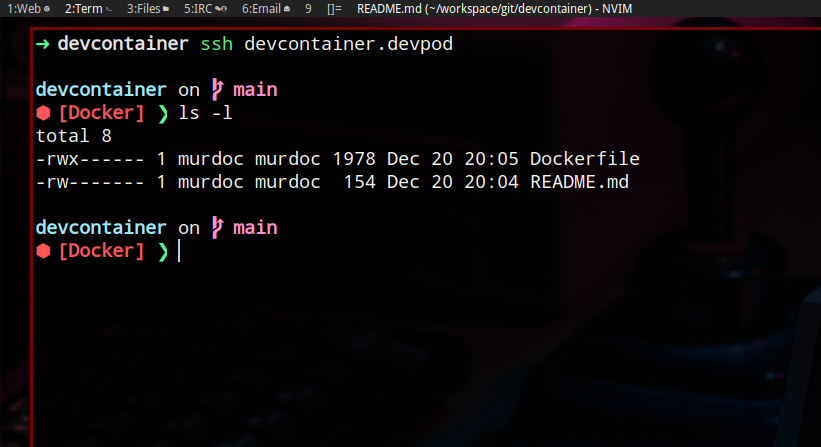 1:Web 2:Term 3:Files 5:IRC 6:Email 9 []= README.md (~/workspace/git/devcontainer) - NVIM
→ devcontainer ssh devcontainer.devpod
devcontainer on main
[Docker] ❯ ls -l
total 8
-rwx------ 1 murdoc murdoc 1978 Dec 20 20:05 Dockerfile
-rw------- 1 murdoc murdoc  154 Dec 20 20:04 README.md
devcontainer on main
[Docker] ❯